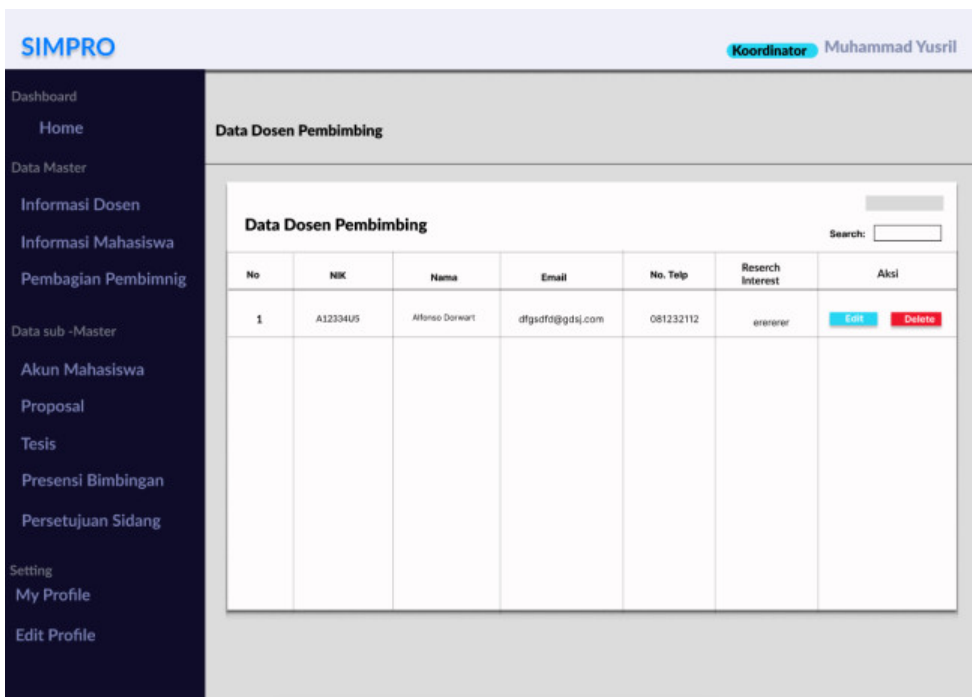 SIMPRO
Koordinator Muhammad Yusril
Dashboard
Home
Data Master
Informasi Dosen
Informasi Mahasiswa
Pembagian Pembimnig
Data sub -Master
Akun Mahasiswa
Proposal
Tesis
Presensi Bimbingan
Persetujuan Sidang
Setting
My Profile
Edit Profile
Data Dosen Pembimbing
Data Dosen Pembimbing
Search:
No NIK Nama Email No. Telp Reserch Interest Aksi
1 A12334U5 Alfonso Dorwart dfgsdfd@gdsj.com 081232112 erererer Edit Delete